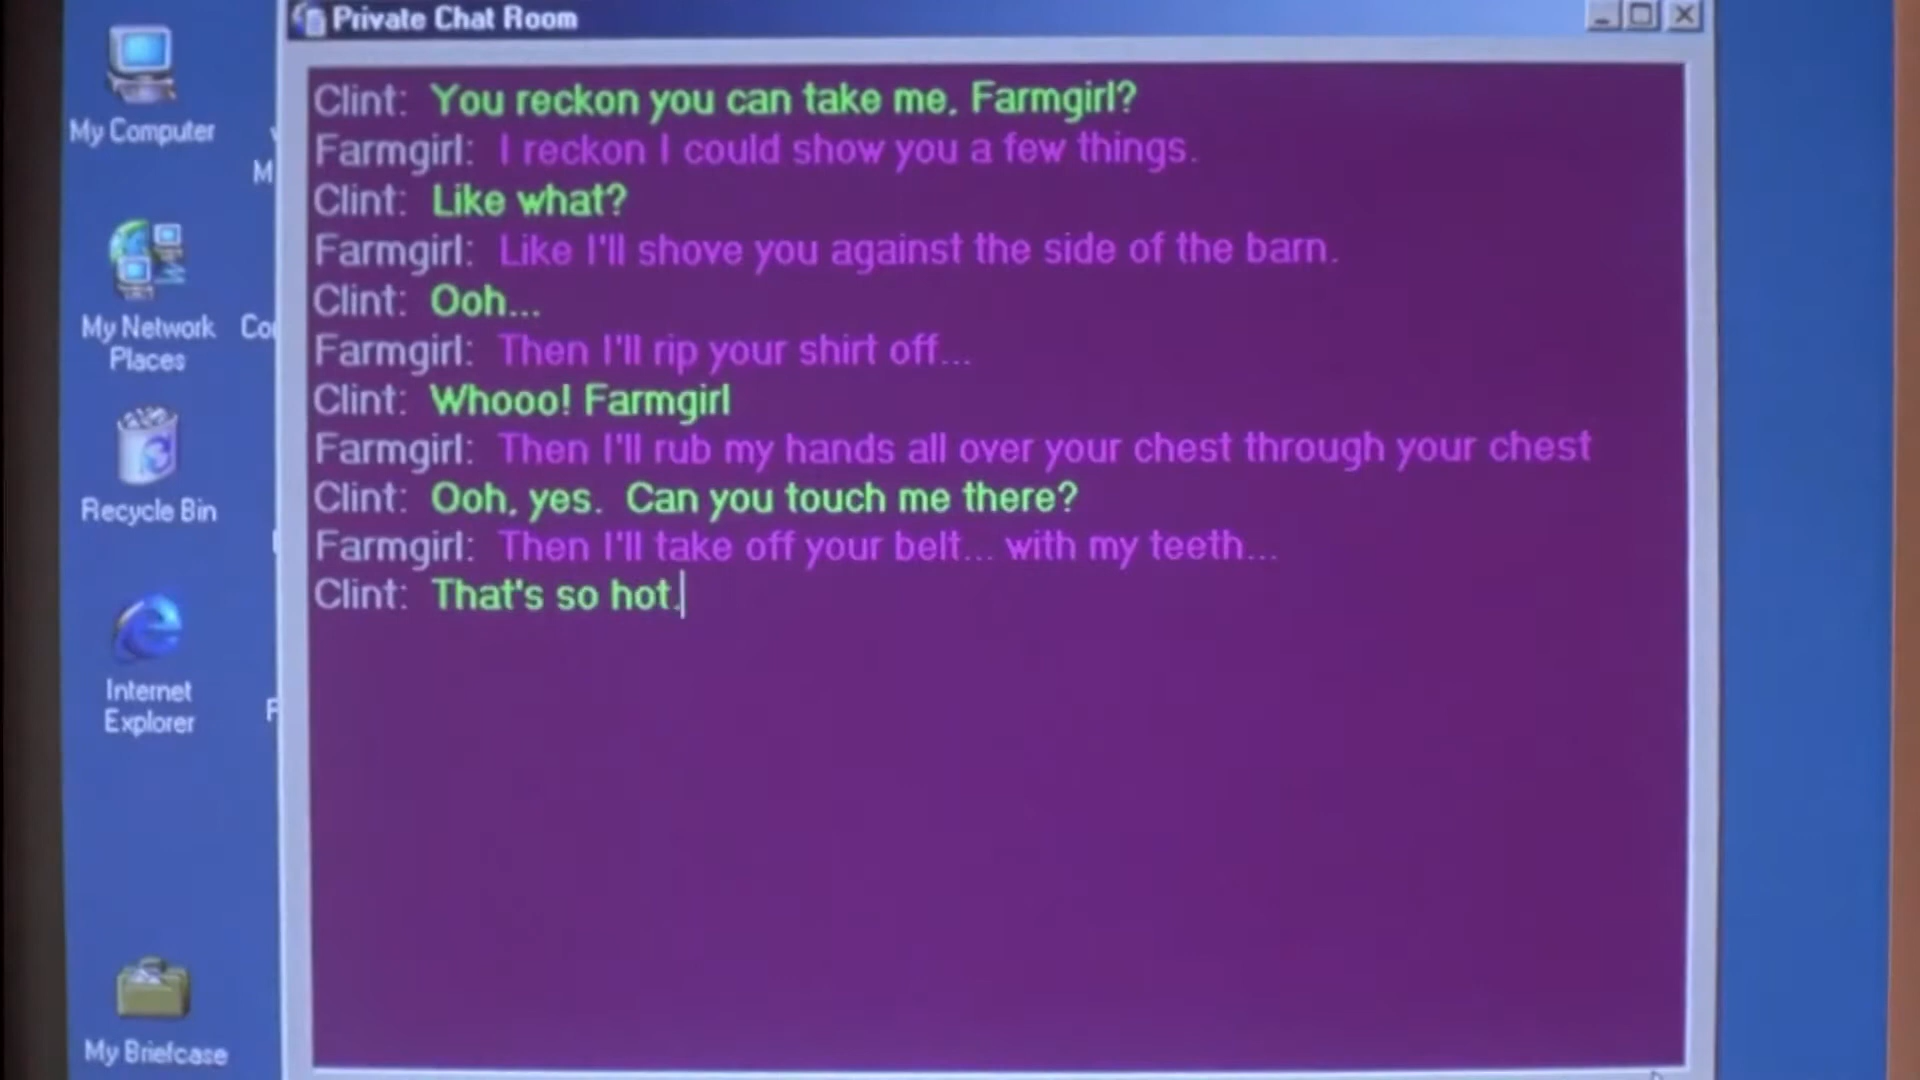 Private Chat Room
Clint: You reckon you can take me, Farmgirl?
Farmgirl: I reckon I could show you a few things.
Clint: Like what?
Farmgirl: Like I'll shove you against the side of the barn.
Clint: Ooh...
Farmgirl: Then I'll rip your shirt off...
Clint: Whooo! Farmgirl
Farmgirl: Then I'll rub my hands all over your chest through your chest
Clint: Ooh, yes. Can you touch me there?
Farmgirl: Then I'll take off your belt... with my teeth...
Clint: That's so hot.
My Computer
My Network
Places
Recycle Bin
Internet
Explorer
My Briefcase